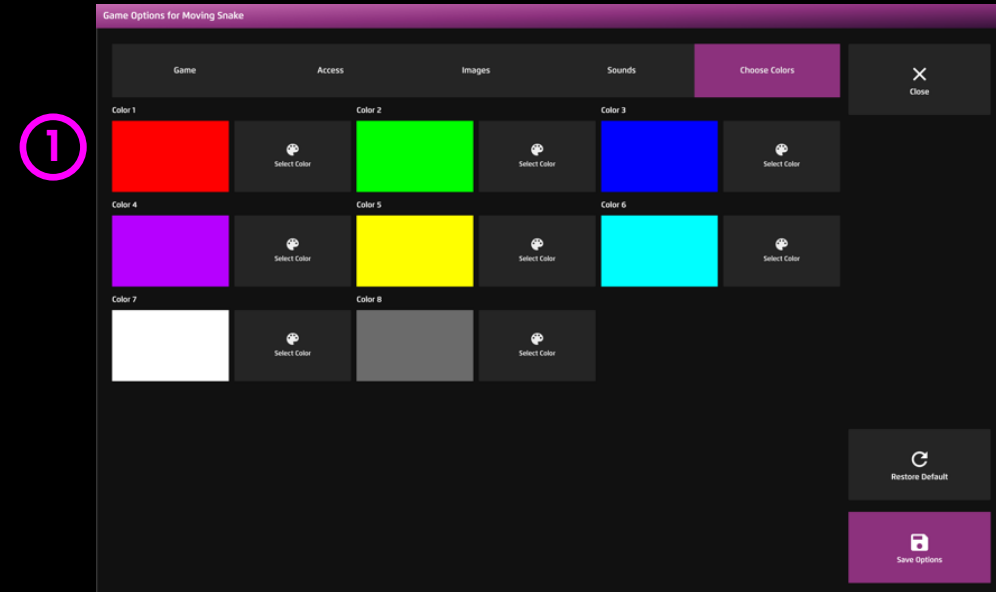 Game Options for Moving Snake
Game
Access
Images
Sounds
Choose Colors
Close
1
Color 1
Color 2
Color 3
Select Color
Select Color
Select Color
Color 4
Color 5
Color 6
Select Color
Select Color
Select Color
Color 7
Color 8
Select Color
Select Color
Restore Default
Save Options